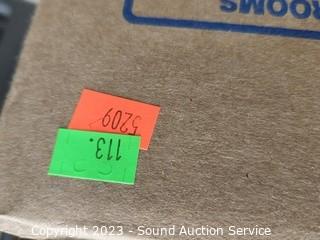 ROOMS
5209
113.
Copyright 2023 - Sound Auction Service